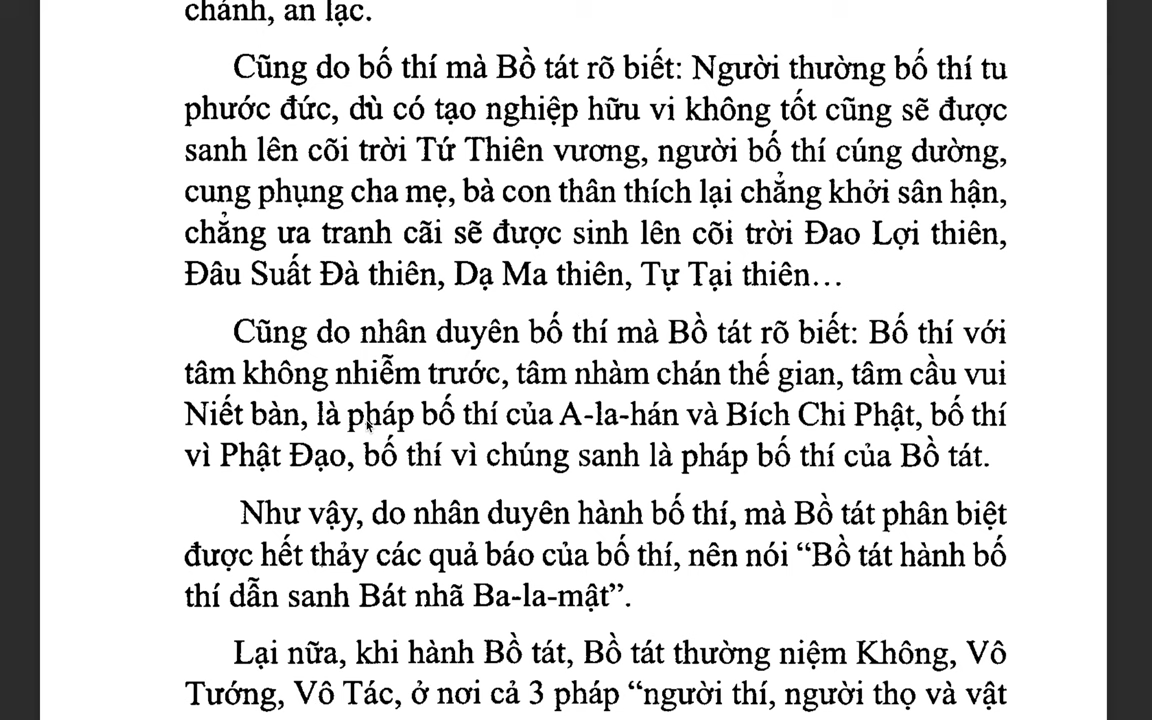 chánh, an lạc.
Cũng do bố thí mà Bồ tát rõ biết: Người thường bố thí tu
phước đức, dù có tạo nghiệp hữu vi không tốt cũng sẽ được
sanh lên cõi trời Tứ Thiên vương, người bố thí cúng dường,
cung phụng cha mẹ, bà con thân thích lại chẳng khởi sân hận,
chẳng ưa tranh cãi sẽ được sinh lên cõi trời Đao Lợi thiên,
Đâu Suất Đà thiên, Dạ Ma thiên, Tự Tại thiên…
Cũng do nhân duyên bố thí mà Bồ tát rõ biết: Bố thí với
tâm không nhiễm trước, tâm nhàm chán thế gian, tâm cầu vui
Niết bàn, là pháp bố thí của A-la-hán và Bích Chi Phật, bố thí
vì Phật Đạo, bố thí vì chúng sanh là pháp bố thí của Bồ tát.
Như vậy, do nhân duyên hành bố thí, mà Bồ tát phân biệt
được hết thảy các quả báo của bố thí, nên nói “Bồ tát hành bố
thí dẫn sanh Bát nhã Ba-la-mật”.
Lại nữa, khi hành Bồ tát, Bồ tát thường niệm Không, Vô
Tướng, Vô Tác, ở nơi cả 3 pháp “người thí, người thọ và vật